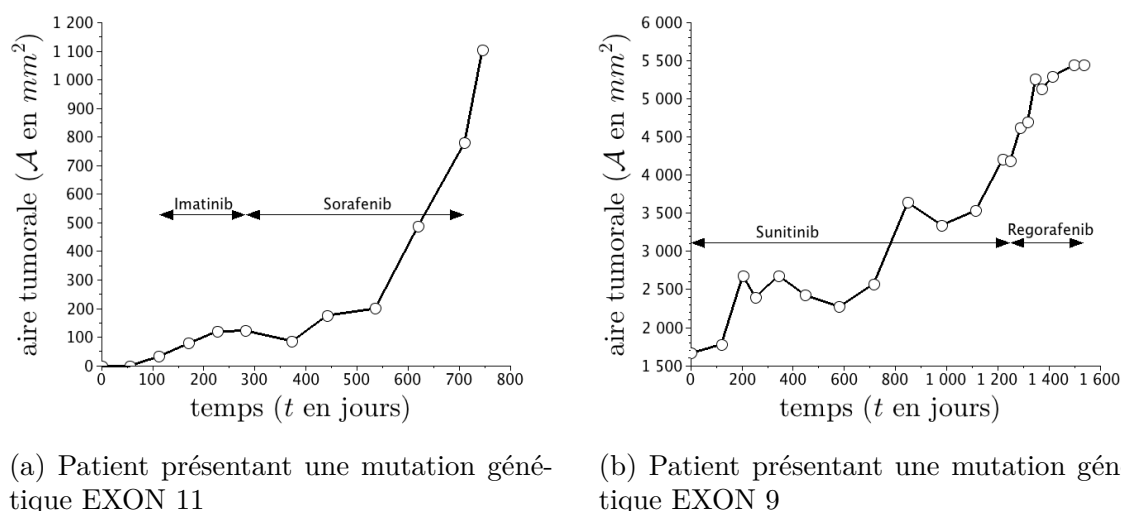 1 200
1 100
1 000
900
800
700
600
500
400
300
200
100
0
aire tumorale (𝒜 en mm²)
Imatinib
Sorafenib
0 100 200 300 400 500 600 700 800
temps (t en jours)
(a) Patient présentant une mutation géné-
tique EXON 11
6 000
5 500
5 000
4 500
4 000
3 500
3 000
2 500
2 000
1 500
aire tumorale (𝒜 en mm²)
Sunitinib
Regorafenib
0 200 400 600 800 1 000 1 200 1 400 1 600
temps (t en jours)
(b) Patient présentant une mutation géné
tique EXON 9